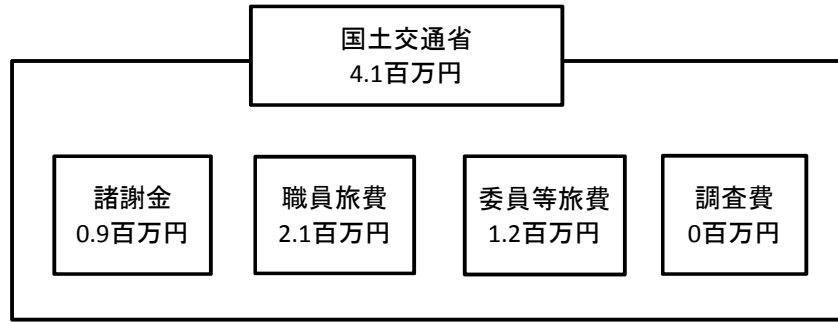 国土交通省
4.1百万円
諸謝金
0.9百万円
職員旅費
2.1百万円
委員等旅費
1.2百万円
調査費
0百万円